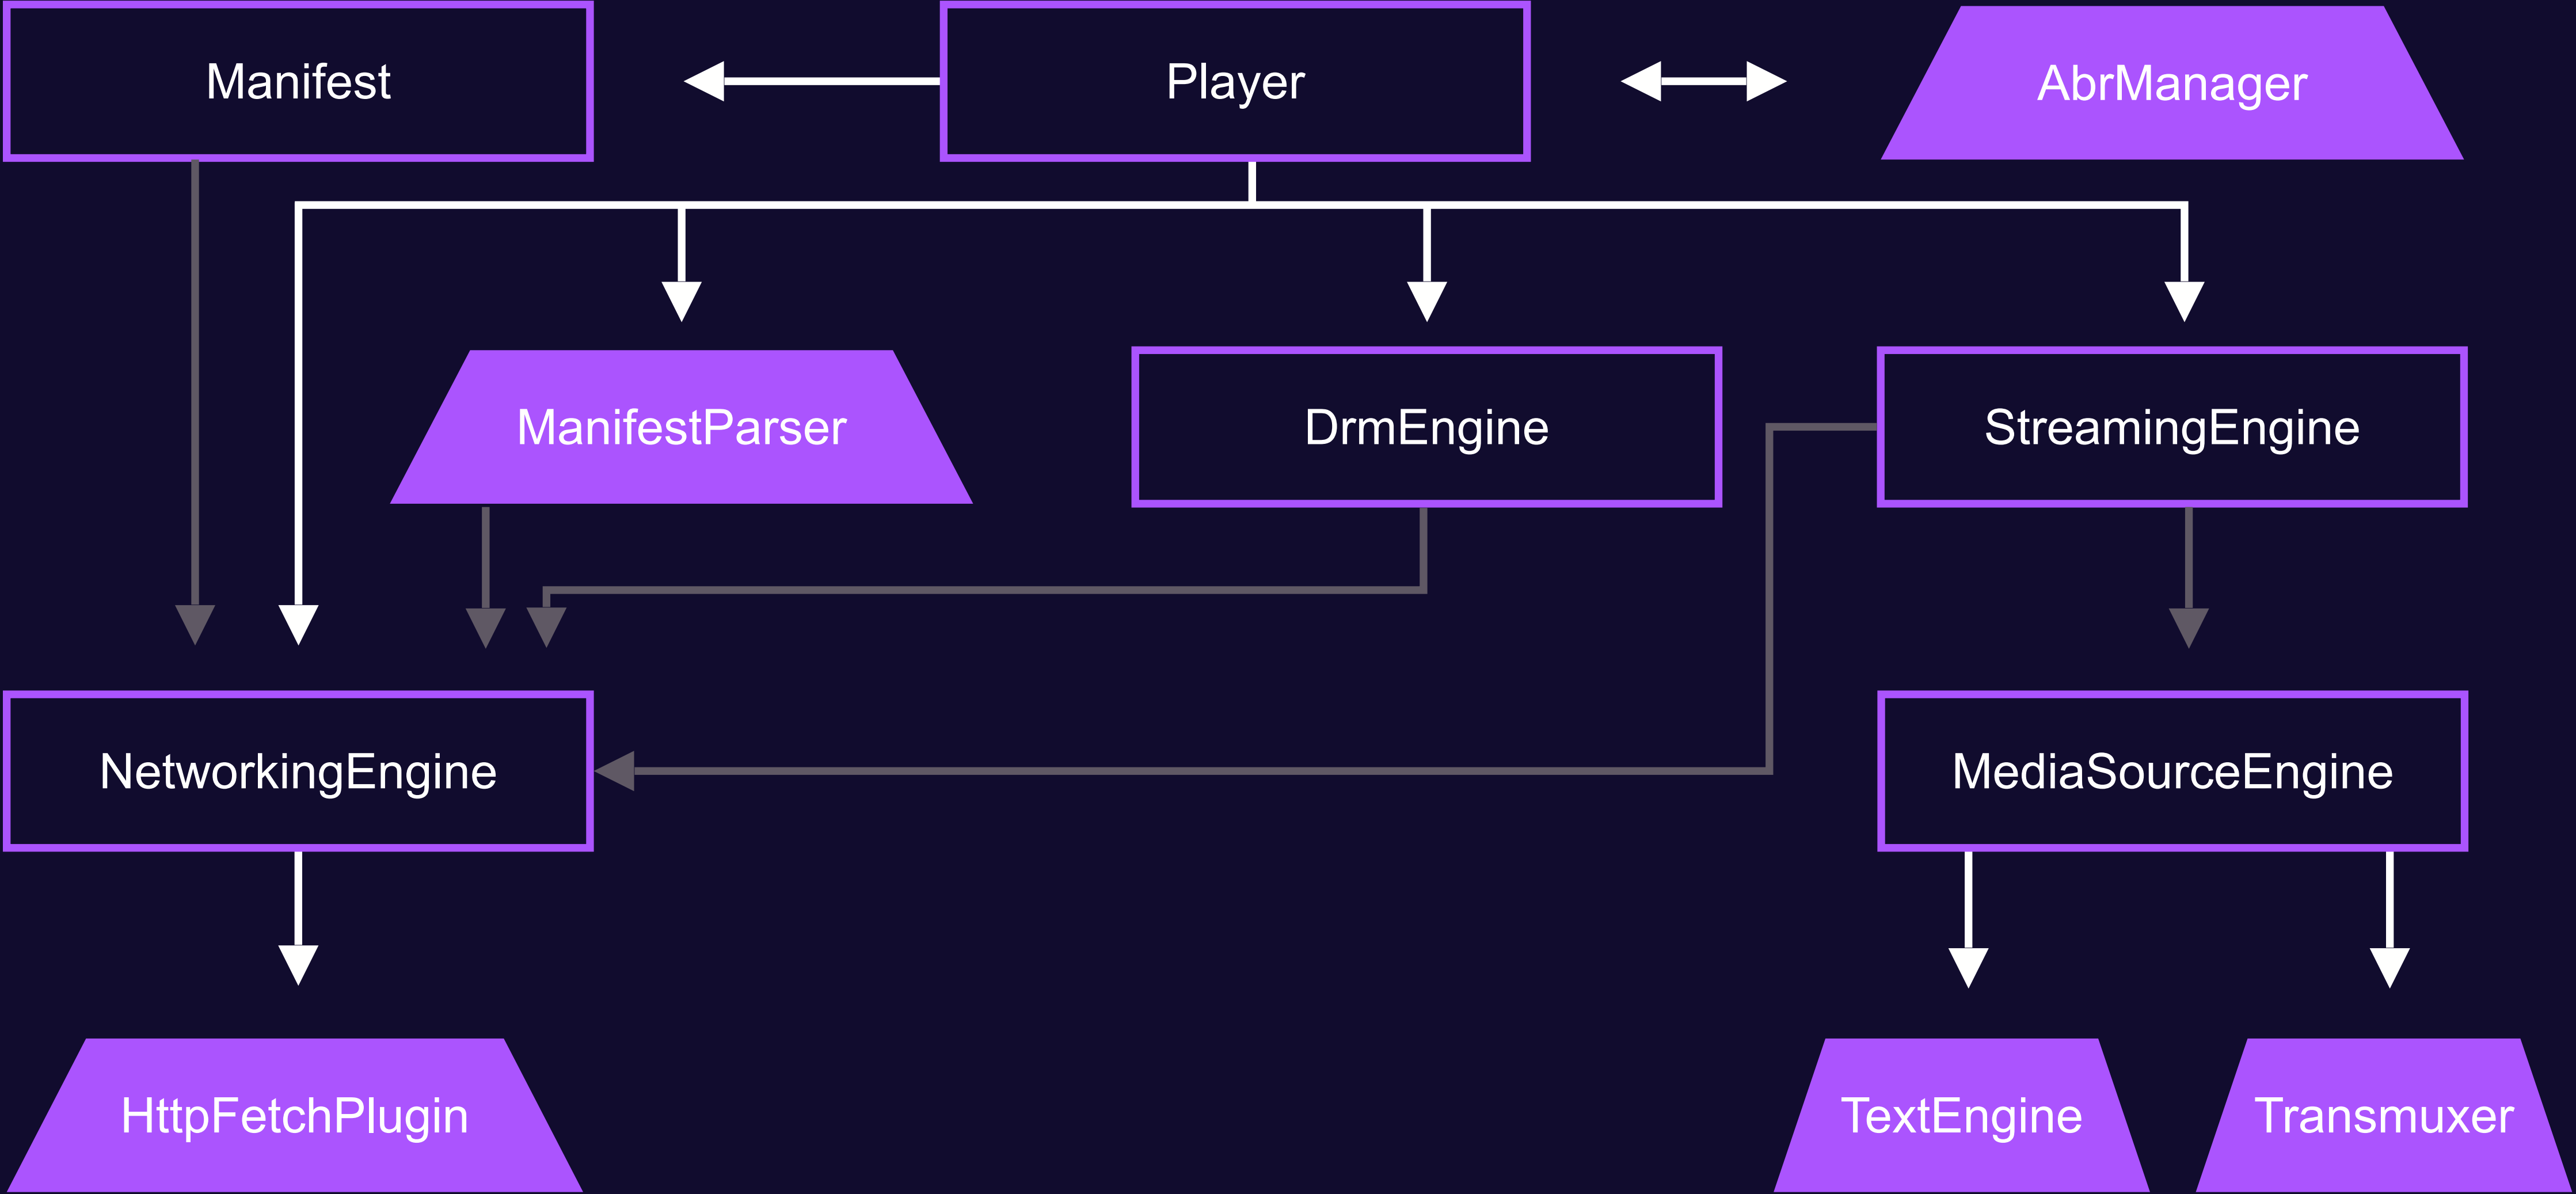 Manifest
Player
AbrManager
ManifestParser
DrmEngine
StreamingEngine
NetworkingEngine
MediaSourceEngine
HttpFetchPlugin
TextEngine
Transmuxer